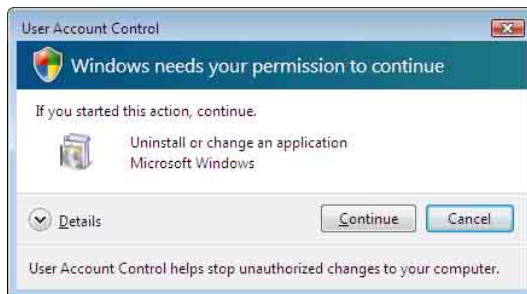 User Account Control
Windows needs your permission to continue
If you started this action, continue.
Uninstall or change an application
Microsoft Windows
Details
Continue
Cancel
User Account Control helps stop unauthorized changes to your computer.